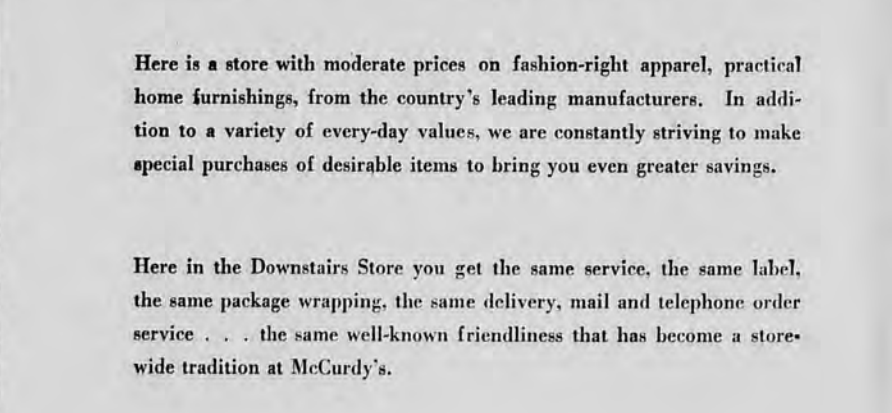 Here is a store with moderate prices on fashion-right apparel, practical
home furnishings, from the country's leading manufacturers. In addi-
tion to a variety of every-day values, we are constantly striving to make
special purchases of desirable items to bring you even greater savings.
Here in the Downstairs Store you get the same service, the same label,
the same package wrapping, the same delivery, mail and telephone order
service . . . the same well-known friendliness that has become a store-
wide tradition at McCurdy's.